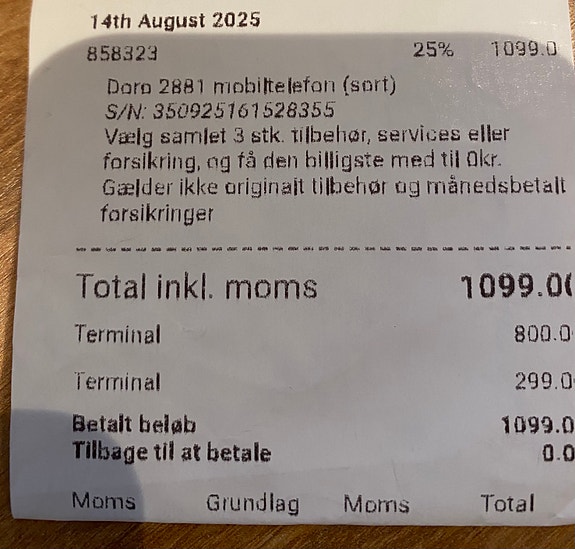 14th August 2025
858323 25% 1099.0
Doro 2881 mobiltelefon (sort)
S/N: 350925161528355
Vælg samlet 3 stk. tilbehør, services eller
forsikring, og få den billigste med til 0kr.
Gælder ikke originalt tilbehør og månedsbetalt
forsikringer
Total inkl. moms 1099.00
Terminal 800.0
Terminal 299.0
Betalt beløb 1099.0
Tilbage til at betale 0.0
Moms Grundlag Moms Total